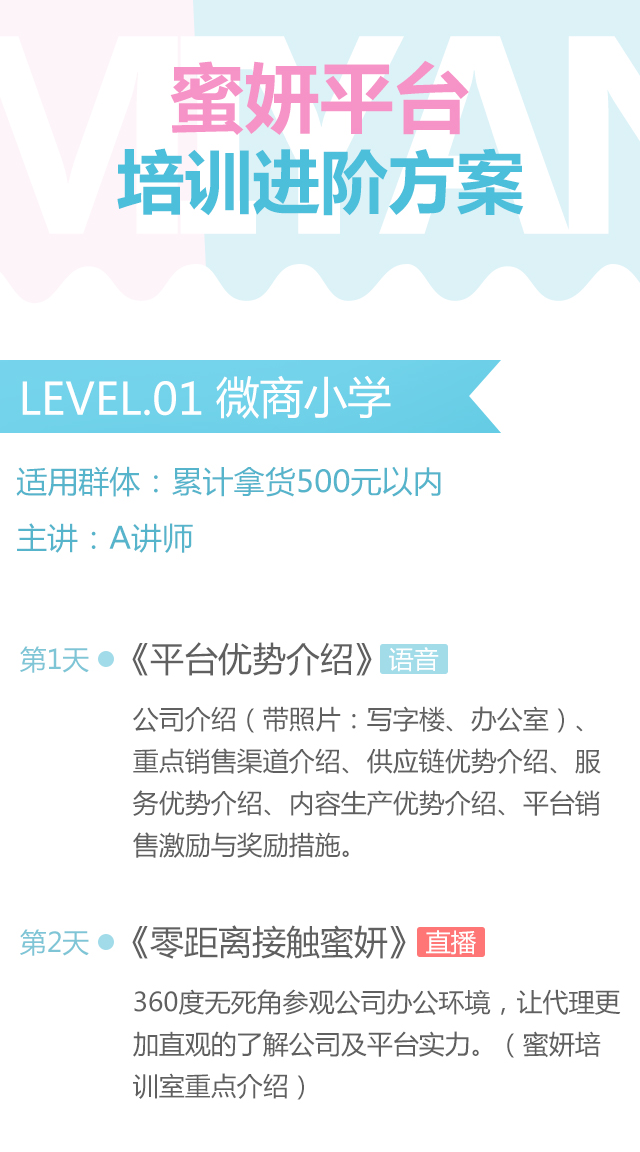 MIYAN
蜜妍平台
培训进阶方案
LEVEL.01 微商小学
适用群体：累计拿货500元以内
主讲：A讲师
第1天 《平台优势介绍》 语音
公司介绍（带照片：写字楼、办公室）、
重点销售渠道介绍、供应链优势介绍、服
务优势介绍、内容生产优势介绍、平台销
售激励与奖励措施。
第2天 《零距离接触蜜妍》 直播
360度无死角参观公司办公环境，让代理更
加直观的了解公司及平台实力。（蜜妍培
训室重点介绍）